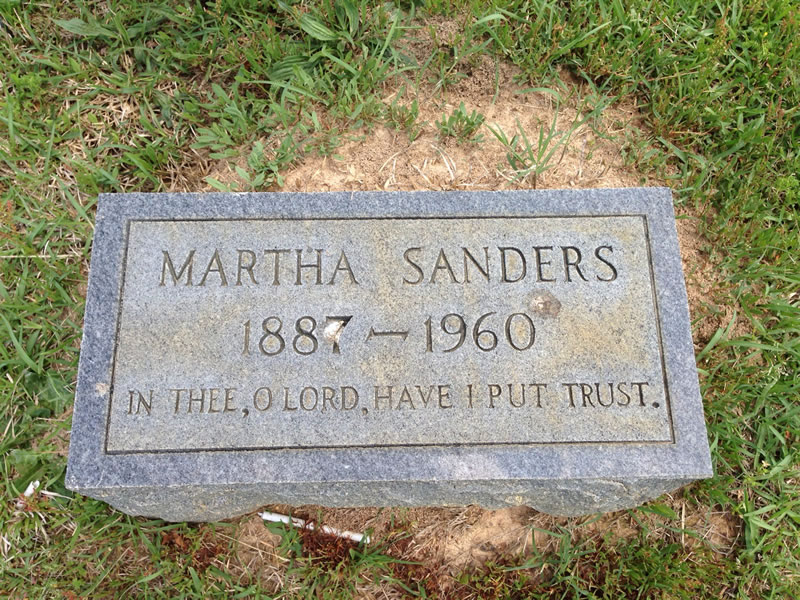 MARTHA SANDERS
1887 — 1960
IN THEE, O LORD, HAVE I PUT TRUST.